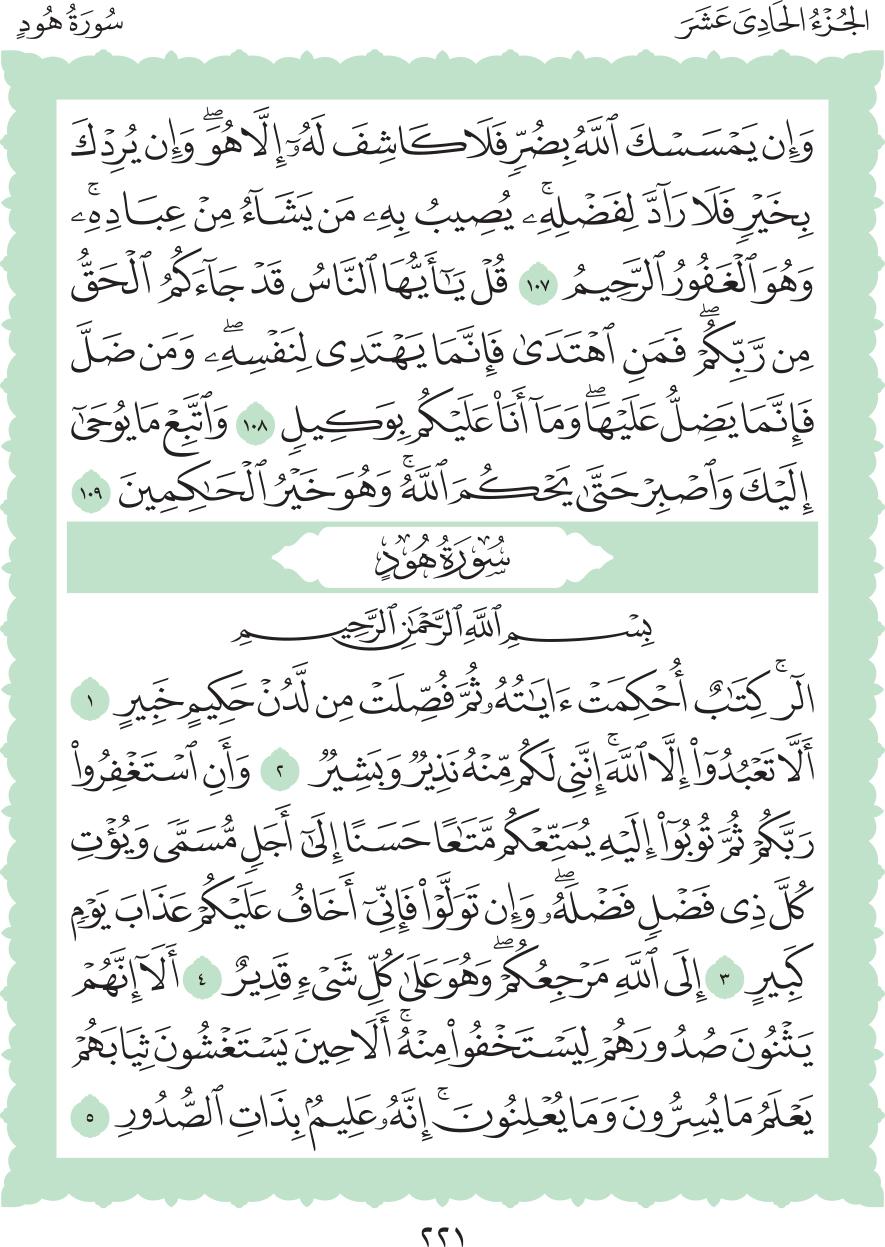 الجُزْءُ الحَادِيَ عَشَرَ
سُورَةُ هُودٍ
وَإِن يَمْسَسْكَ ٱللَّهُ بِضُرٍّ فَلَا كَاشِفَ لَهُۥٓ إِلَّا هُوَۖ وَإِن يُرِدْكَ
بِخَيْرٍ فَلَا رَآدَّ لِفَضْلِهِۦۚ يُصِيبُ بِهِۦ مَن يَشَآءُ مِنْ عِبَادِهِۦۚ
وَهُوَ ٱلْغَفُورُ ٱلرَّحِيمُ ١٠٧ قُلْ يَٰٓأَيُّهَا ٱلنَّاسُ قَدْ جَآءَكُمُ ٱلْحَقُّ
مِن رَّبِّكُمْۖ فَمَنِ ٱهْتَدَىٰ فَإِنَّمَا يَهْتَدِى لِنَفْسِهِۦۖ وَمَن ضَلَّ
فَإِنَّمَا يَضِلُّ عَلَيْهَاۖ وَمَآ أَنَا۠ عَلَيْكُم بِوَكِيلٍ ١٠٨ وَٱتَّبِعْ مَا يُوحَىٰٓ
إِلَيْكَ وَٱصْبِرْ حَتَّىٰ يَحْكُمَ ٱللَّهُۚ وَهُوَ خَيْرُ ٱلْحَٰكِمِينَ ١٠٩
سُورَةُ هُودٍ
بِسْمِ ٱللَّهِ ٱلرَّحْمَٰنِ ٱلرَّحِيمِ
الٓرۚ كِتَٰبٌ أُحْكِمَتْ ءَايَٰتُهُۥ ثُمَّ فُصِّلَتْ مِن لَّدُنْ حَكِيمٍ خَبِيرٍ ١
أَلَّا تَعْبُدُوٓا۟ إِلَّا ٱللَّهَۚ إِنَّنِى لَكُم مِّنْهُ نَذِيرٌ وَبَشِيرٌ ٢ وَأَنِ ٱسْتَغْفِرُوا۟
رَبَّكُمْ ثُمَّ تُوبُوٓا۟ إِلَيْهِ يُمَتِّعْكُم مَّتَٰعًا حَسَنًا إِلَىٰٓ أَجَلٍ مُّسَمًّى وَيُؤْتِ
كُلَّ ذِى فَضْلٍ فَضْلَهُۥۖ وَإِن تَوَلَّوْا۟ فَإِنِّىٓ أَخَافُ عَلَيْكُمْ عَذَابَ يَوْمٍ
كَبِيرٍ ٣ إِلَى ٱللَّهِ مَرْجِعُكُمْۖ وَهُوَ عَلَىٰ كُلِّ شَىْءٍ قَدِيرٌ ٤ أَلَآ إِنَّهُمْ
يَثْنُونَ صُدُورَهُمْ لِيَسْتَخْفُوا۟ مِنْهُۚ أَلَا حِينَ يَسْتَغْشُونَ ثِيَابَهُمْ
يَعْلَمُ مَا يُسِرُّونَ وَمَا يُعْلِنُونَۚ إِنَّهُۥ عَلِيمٌۢ بِذَاتِ ٱلصُّدُورِ ٥
٢٢١